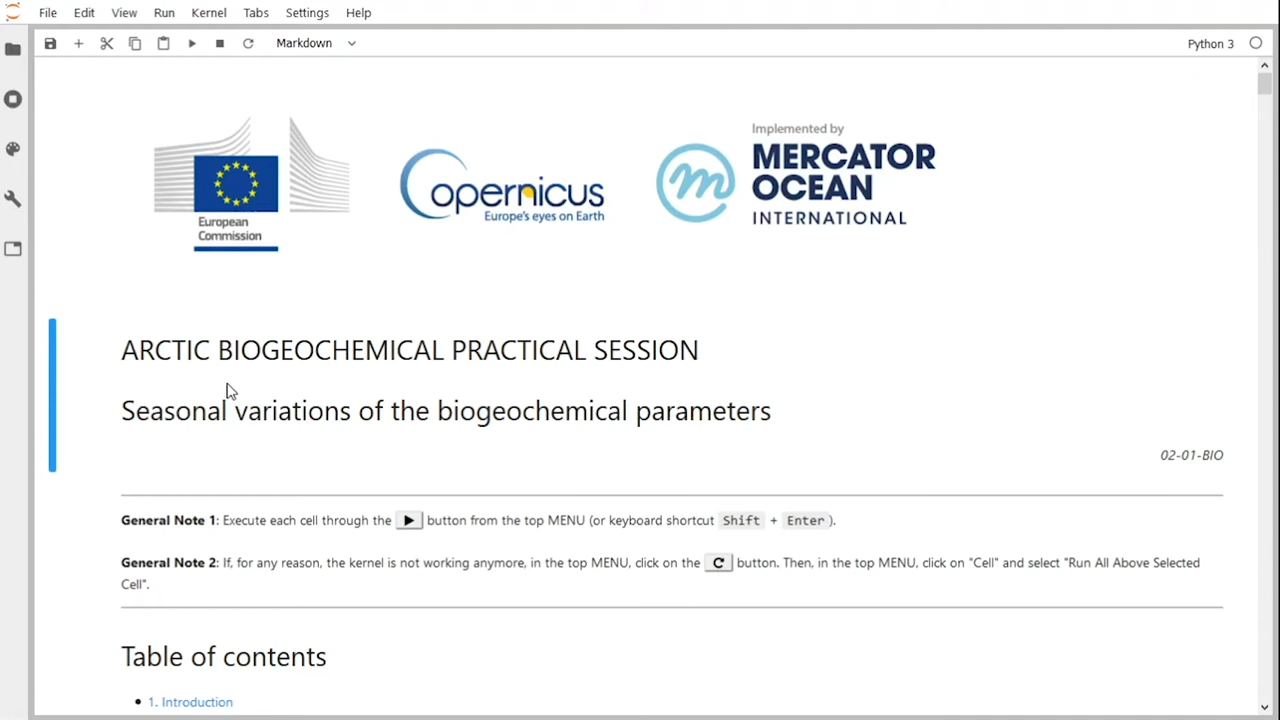 File Edit View Run Kernel Tabs Settings Help
Markdown
Python 3
European
Commission
Copernicus
Europe's eyes on Earth
Implemented by
MERCATOR
OCEAN
INTERNATIONAL
ARCTIC BIOGEOCHEMICAL PRACTICAL SESSION
Seasonal variations of the biogeochemical parameters
02-01-BIO
General Note 1: Execute each cell through the button from the top MENU (or keyboard shortcut Shift + Enter ).
General Note 2: If, for any reason, the kernel is not working anymore, in the top MENU, click on the button. Then, in the top MENU, click on "Cell" and select "Run All Above Selected
Cell".
Table of contents
• 1. Introduction